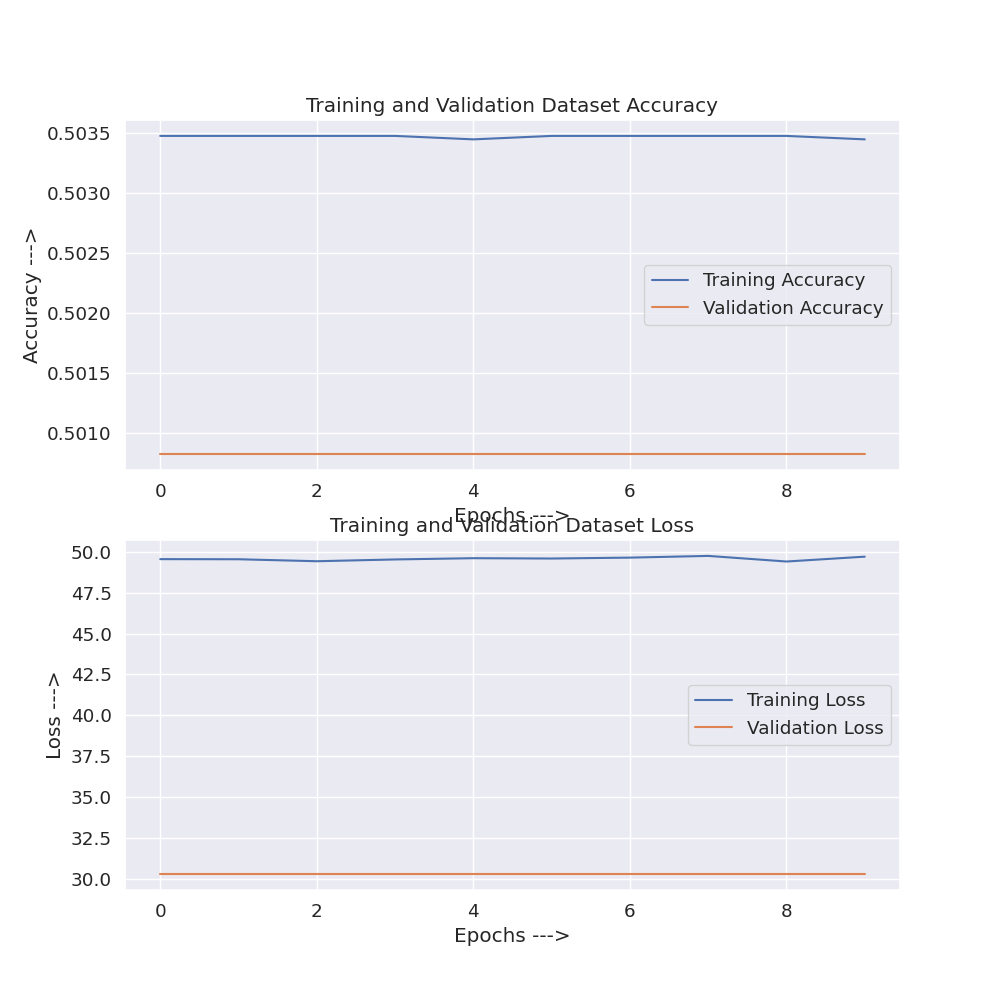 Training and Validation Dataset Accuracy
0.5035
0.5030
0.5025
0.5020
0.5015
0.5010
Accuracy --->
Training Accuracy
Validation Accuracy
0 2 4 6 8
Epochs --->
Training and Validation Dataset Loss
50.0
47.5
45.0
42.5
40.0
37.5
35.0
32.5
30.0
Loss --->
Training Loss
Validation Loss
0 2 4 6 8
Epochs --->